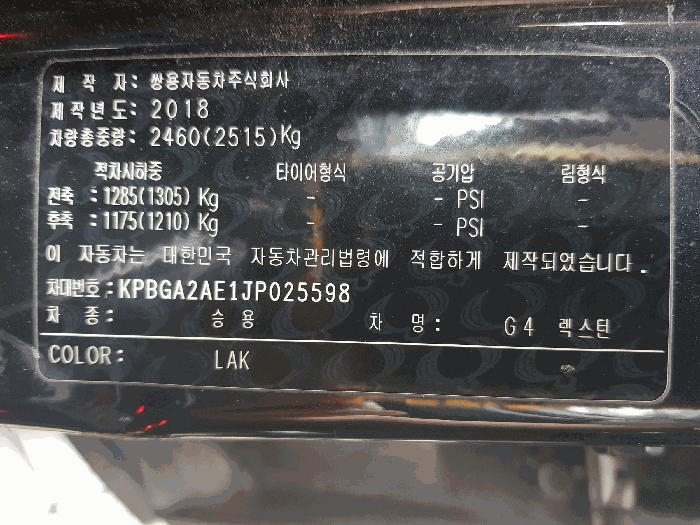 제 작 자: 쌍용자동차주식회사
제작년도: 2018
차량총중량: 2460(2515)Kg
적차시하중 타이어형식 공기압 림형식
전축 : 1285(1305) Kg - - PSI -
후축 : 1175(1210) Kg - - PSI -
이 자동차는 대한민국 자동차관리법령에 적합하게 제작되었습니다.
차대번호: KPBGA2AE1JP025598
차 종: 승 용 차 명: G4 렉스턴
COLOR: LAK